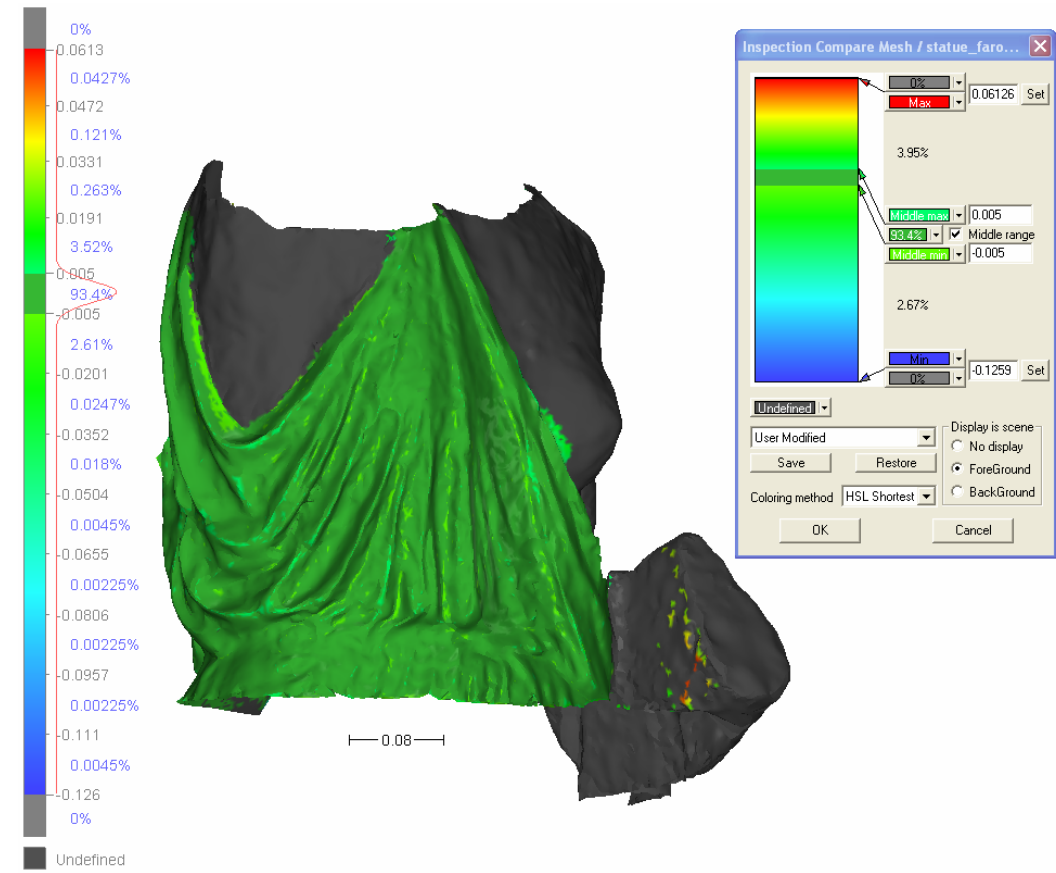 0%
0.0613
0.0427%
0.0472
0.121%
0.0331
0.263%
0.0191
3.52%
0.005
93.4%
-0.005
2.61%
-0.0201
0.0247%
-0.0352
0.018%
-0.0504
0.0045%
-0.0655
0.00225%
-0.0806
0.00225%
-0.0957
0.00225%
-0.111
0.0045%
-0.126
0%
Undefined
0.08
Inspection Compare Mesh / statue_faro...
0%
Max
0.06126 Set
3.95%
Middle max 0.005
93.4% Middle range
Middle min -0.005
2.67%
Min
0%
-0.1259 Set
Undefined
User Modified
Save Restore
Coloring method HSL Shortest
Display is scene
No display
ForeGround
BackGround
OK Cancel